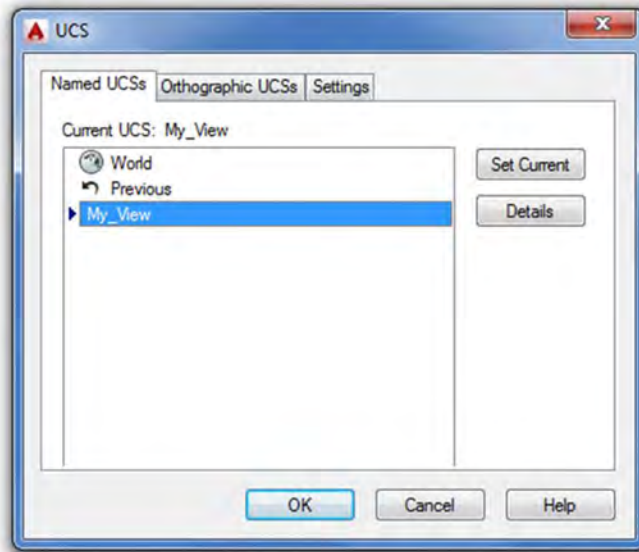 UCS
Named UCSs Orthographic UCSs Settings
Current UCS: My_View
World
Previous
My_View
Set Current
Details
OK Cancel Help